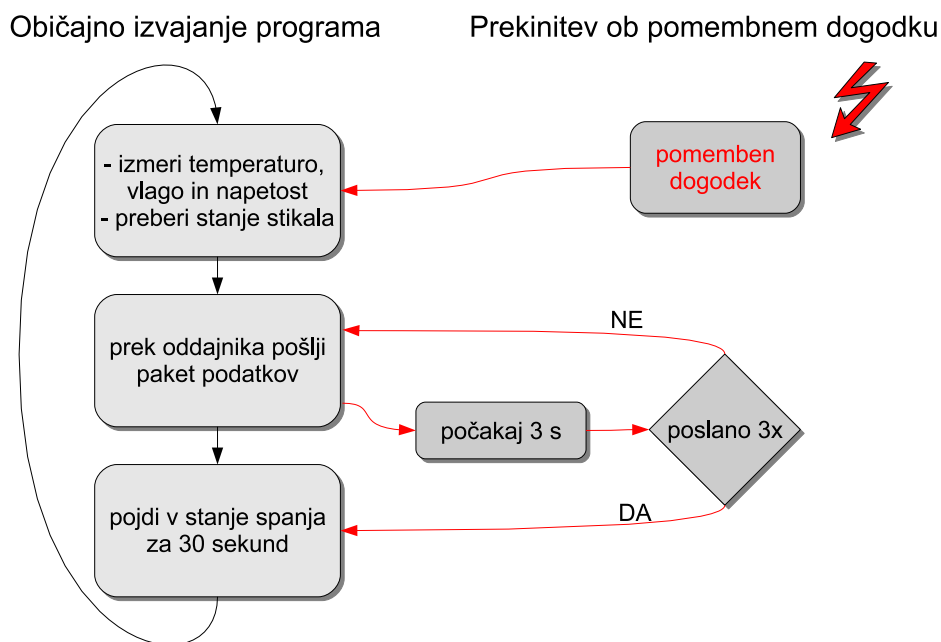 Običajno izvajanje programa
Prekinitev ob pomembnem dogodku
- izmeri temperaturo,
vlago in napetost
- preberi stanje stikala
pomemben
dogodek
prek oddajnika pošlji
paket podatkov
NE
počakaj 3 s
poslano 3x
DA
pojdi v stanje spanja
za 30 sekund